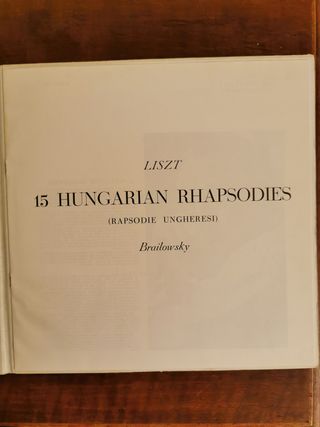 LISZT
15 HUNGARIAN RHAPSODIES
(RAPSODIE UNGHERESI)
Brailowsky